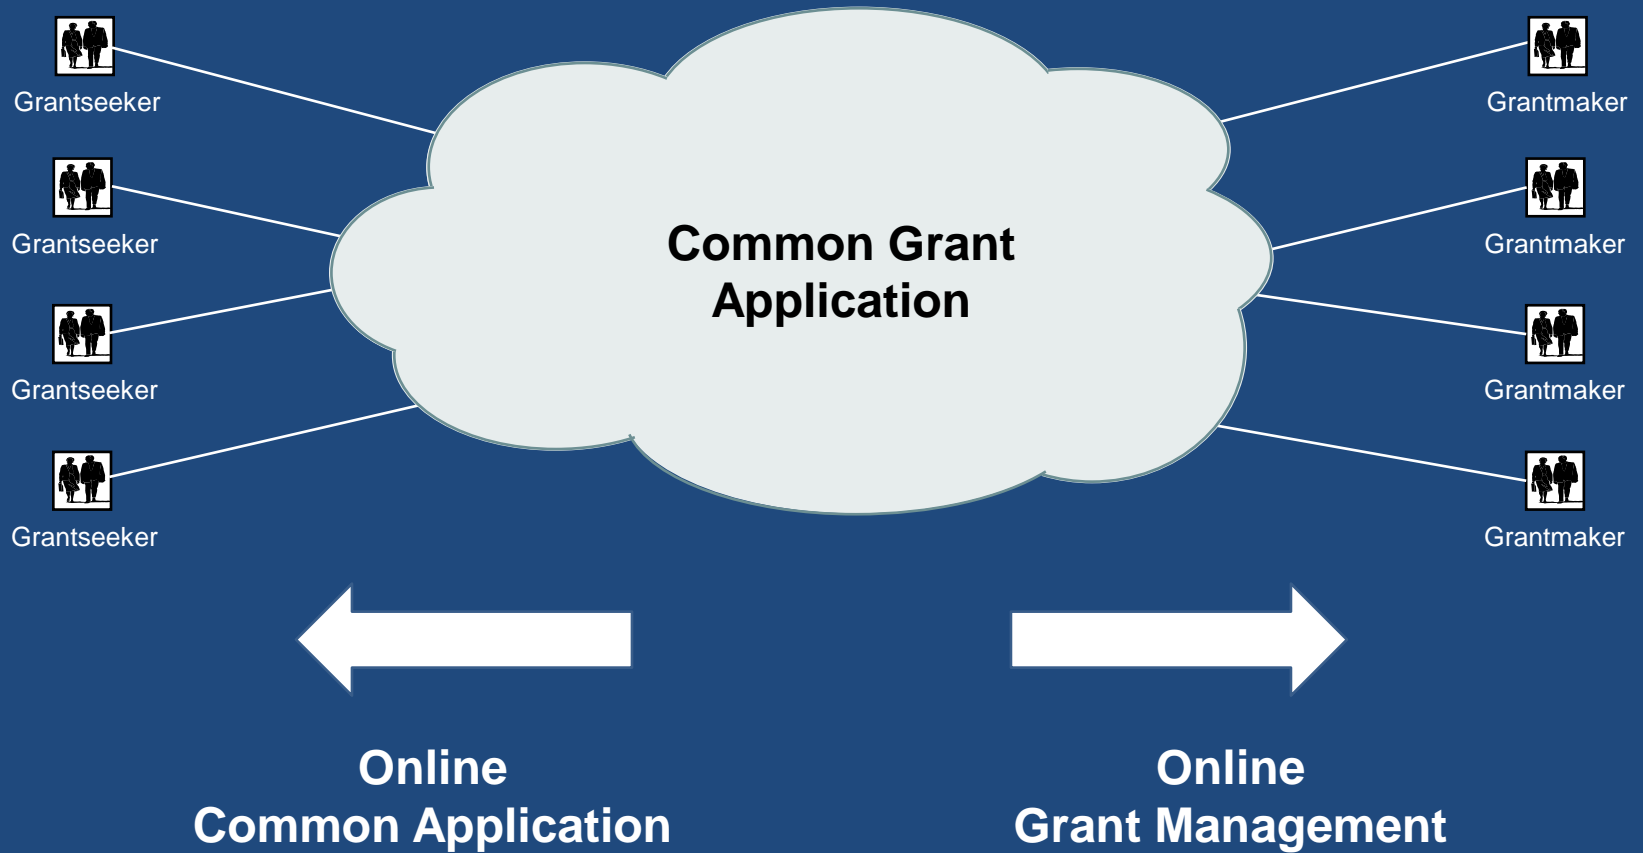 Grantseeker
Grantmaker
Grantseeker
Grantmaker
Common Grant
Application
Grantseeker
Grantmaker
Grantseeker
Grantmaker
Online
Common Application
Online
Grant Management